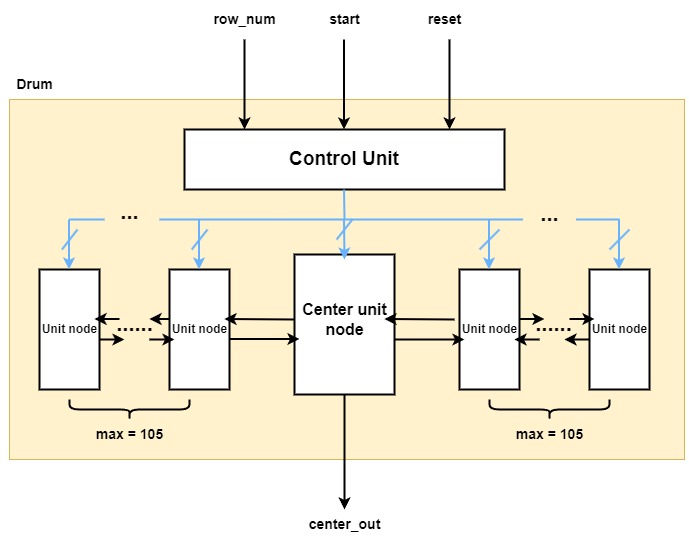 row_num start reset
Drum
Control Unit
... ...
Unit node ...... Unit node Center unit node Unit node ...... Unit node
max = 105 max = 105
center_out